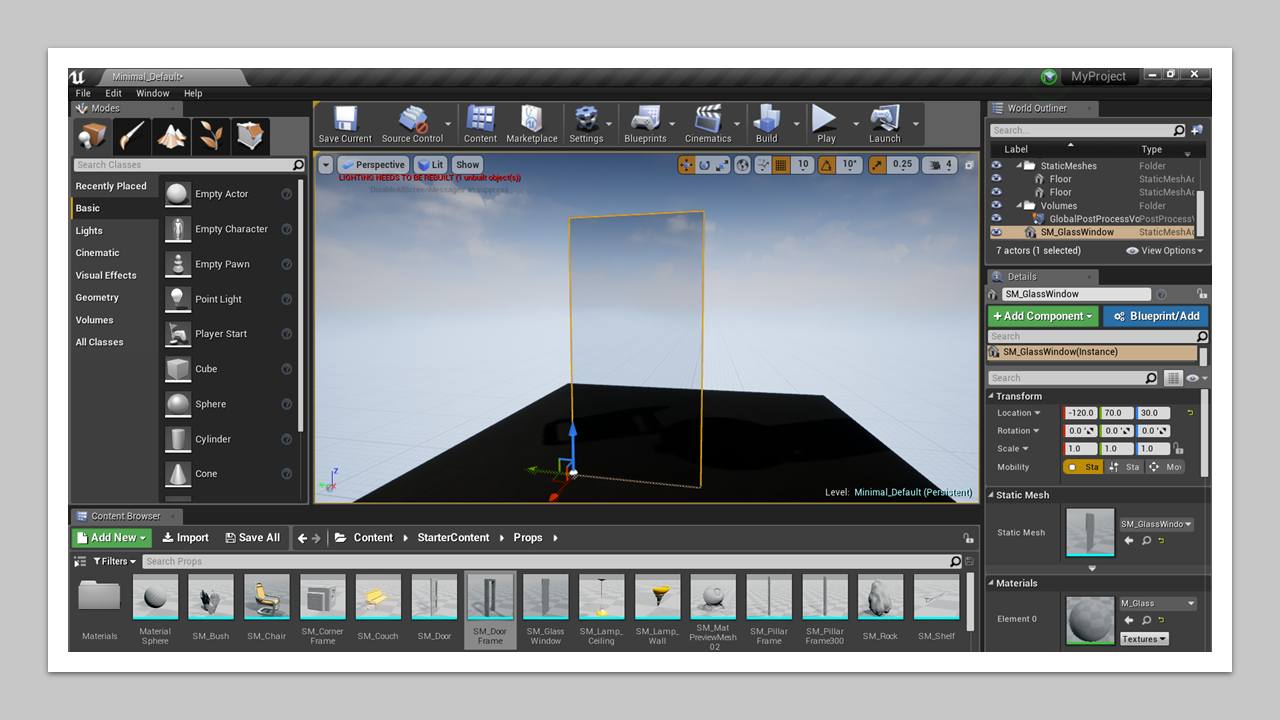 Minimal_Default*
MyProject
File Edit Window Help
Modes
Search Classes
Recently Placed
Basic
Lights
Cinematic
Visual Effects
Geometry
Volumes
All Classes
Empty Actor
Empty Character
Empty Pawn
Point Light
Player Start
Cube
Sphere
Cylinder
Cone
Save Current Source Control Content Marketplace Settings Blueprints Cinematics Build Play Launch
Perspective Lit Show 10 10° 0.25 4
LIGHTING NEEDS TO BE REBUILT (1 unbuilt object(s))
'DisableAllScreenMessages' to suppress
Z
Level: Minimal_Default (Persistent)
World Outliner
Search...
Label Type
StaticMeshes Folder
Floor StaticMeshAc
Floor StaticMeshAc
Volumes Folder
GlobalPostProcessVo PostProcessV
SM_GlassWindow StaticMeshAc
7 actors (1 selected) View Options
Details
SM_GlassWindow
+Add Component Blueprint/Add
Search
SM_GlassWindow(Instance)
Search
Transform
Location -120.0 70.0 30.0
Rotation 0.0 ° 0.0 ° 0.0 °
Scale 1.0 1.0 1.0
Mobility Sta Sta Mov
Static Mesh
Static Mesh SM_GlassWindo
Materials
Element 0 M_Glass
Textures
Content Browser
Add New Import Save All Content StarterContent Props
Filters Search Props
Materials
Material Sphere
SM_Bush
SM_Chair
SM_Corner Frame
SM_Couch
SM_Door
SM_Door Frame
SM_Glass Window
SM_Lamp_ Ceiling
SM_Lamp_ Wall
SM_Mat PreviewMesh 02
SM_Pillar Frame
SM_Pillar Frame300
SM_Rock
SM_Shelf